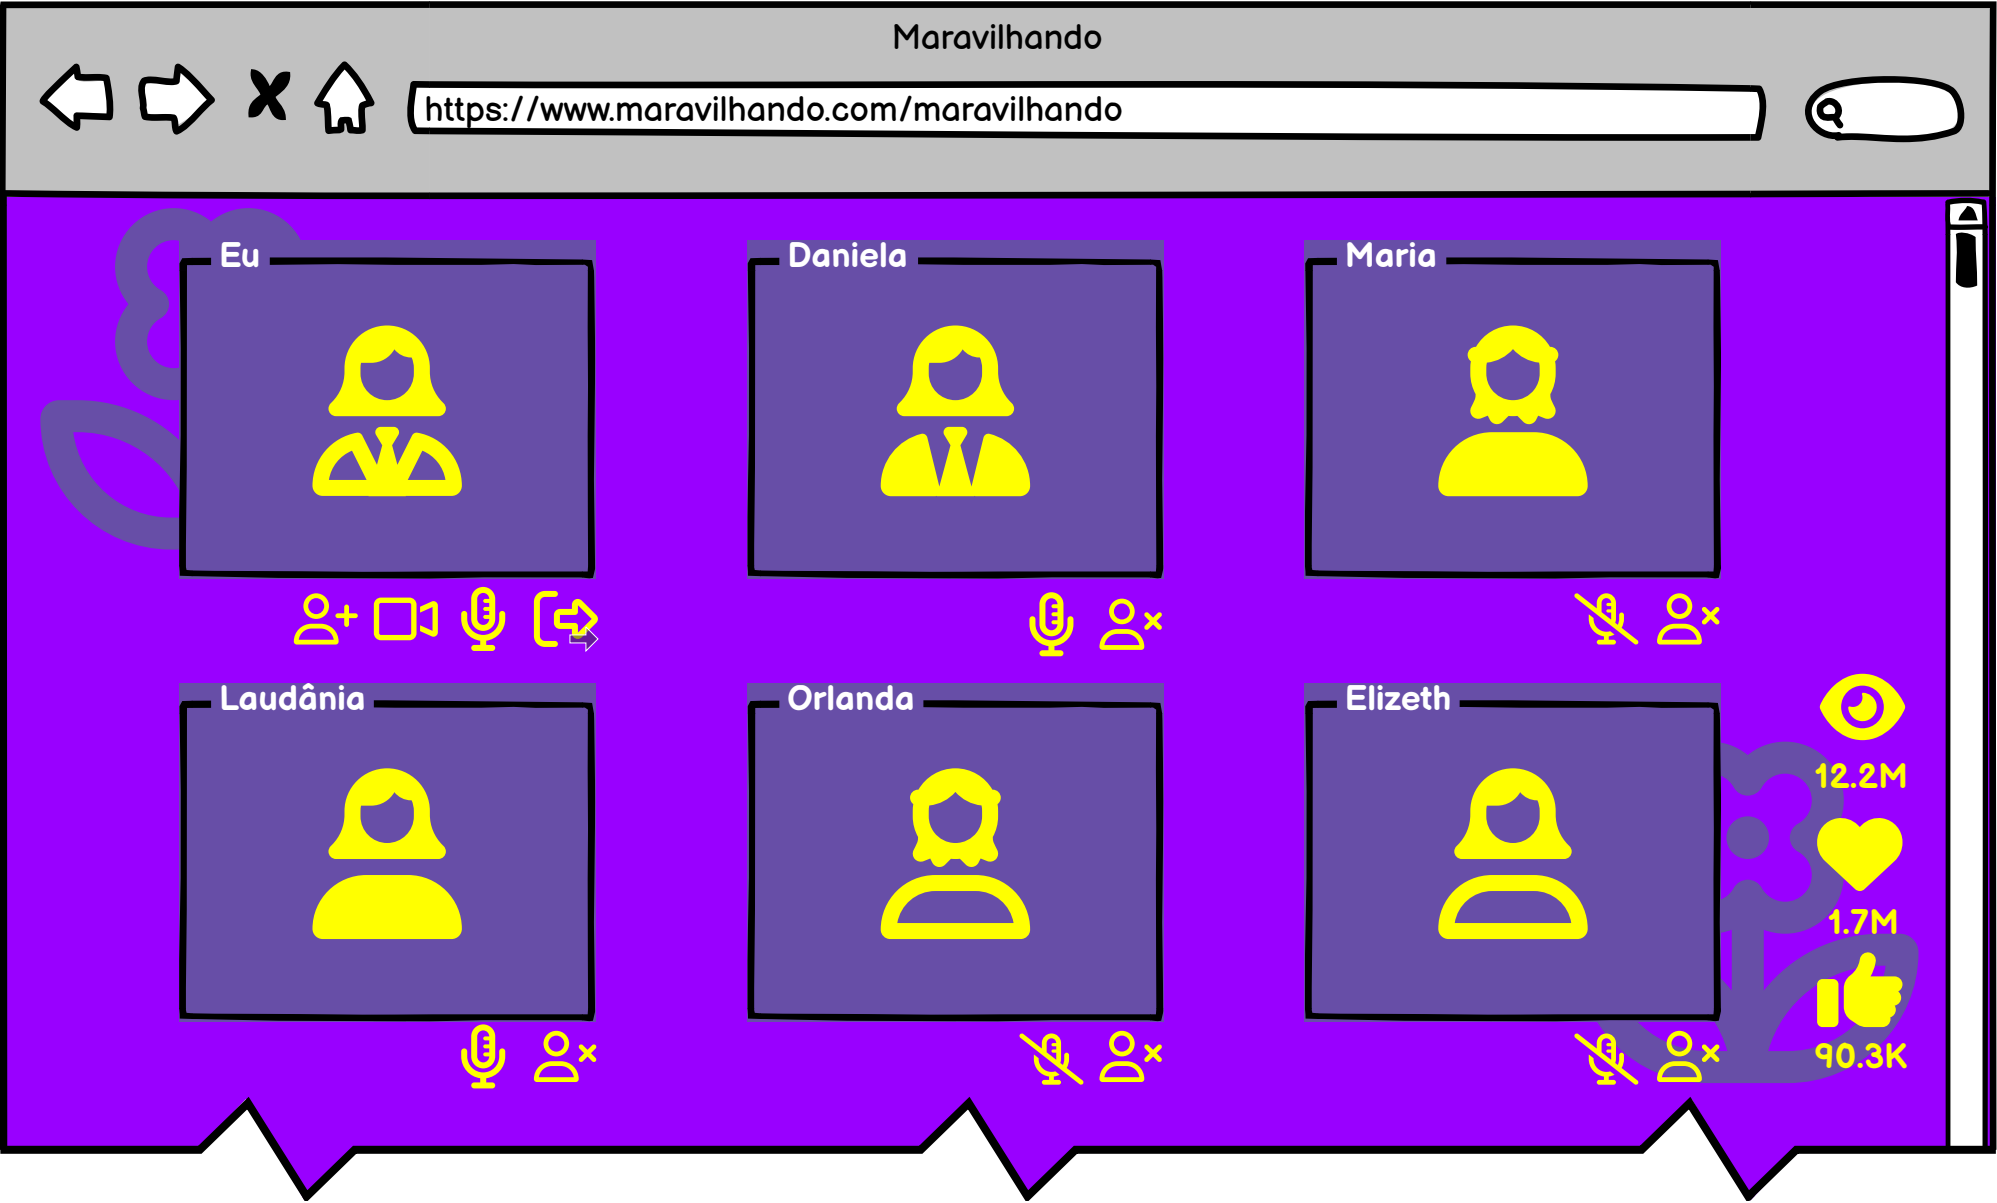 Maravilhando
https://www.maravilhando.com/maravilhando
Eu
Daniela
Maria
Laudânia
Orlanda
Elizeth
12.2M
1.7M
90.3K